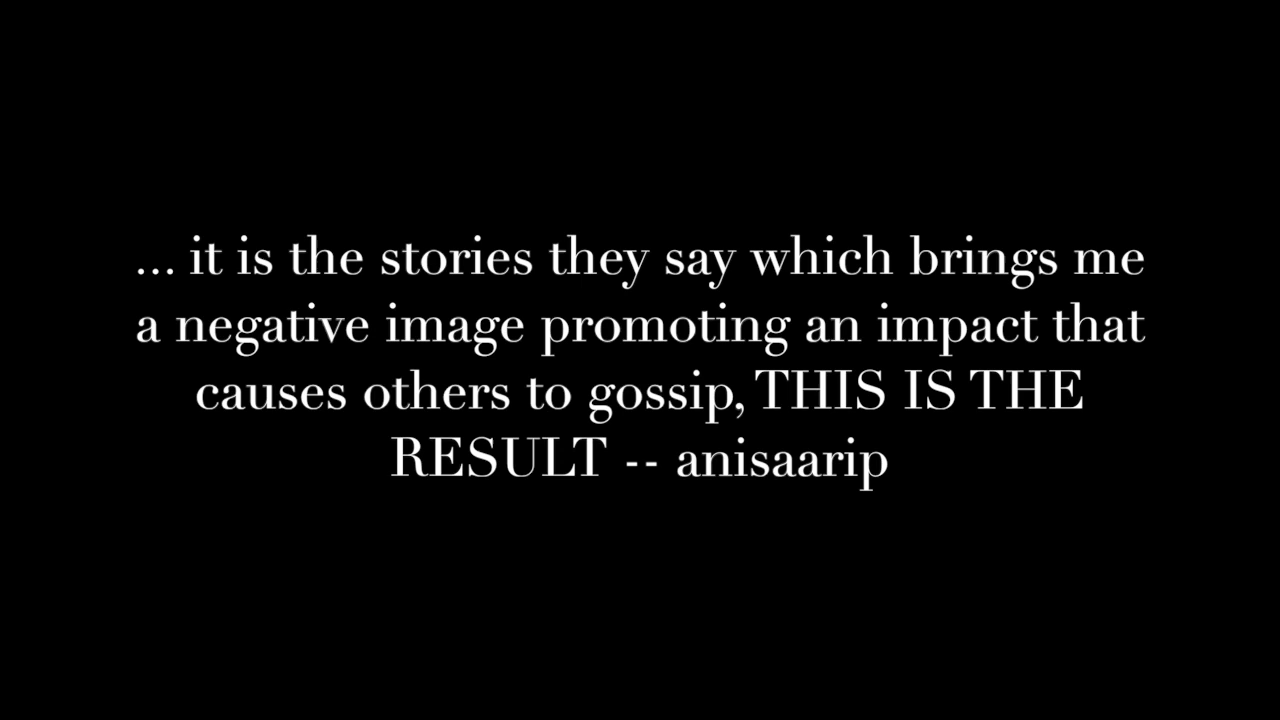 ... it is the stories they say which brings me
a negative image promoting an impact that
causes others to gossip, THIS IS THE
RESULT -- anisaarip